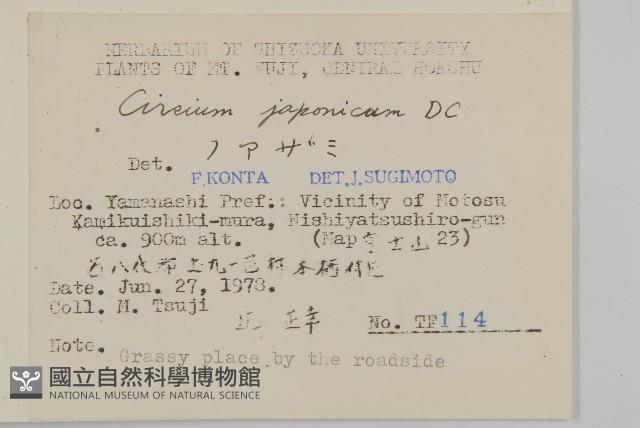 HERBARIUM OF SHIZUOKA UNIVERSITY
PLANTS OF MT. FUJI, CENTRAL HONSHU
Cirsium japonicum DC
ノアザミ
Det. F.KONTA DET.J.SUGIMOTO
Loc. Yamanashi Pref.: Vicinity of Motosu
Kamikuishiki-mura, Nishiyatsushiro-gun
ca. 900m alt. (Map 富士山 23)
西八代郡上九一色村本栖付近
Date. Jun. 27, 1978.
Coll. M. Tsuji
正幸 No. TF114
Note. Grassy place by the roadside
國立自然科學博物館
NATIONAL MUSEUM OF NATURAL SCIENCE